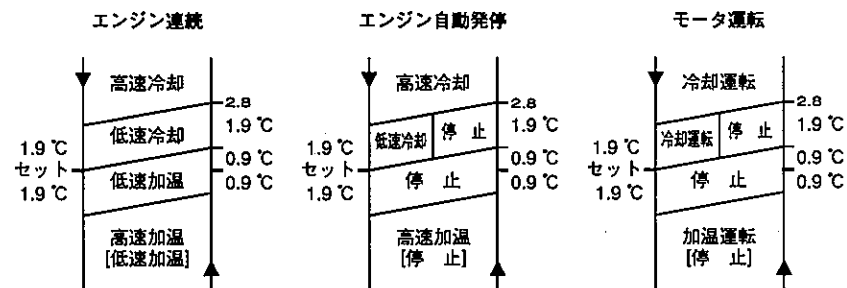 エンジン連続
高速冷却
2.8
低速冷却
1.9 ℃
1.9 ℃
0.9 ℃
セット
低速加温
0.9 ℃
1.9 ℃
高速加温
[低速加温]
エンジン自動発停
高速冷却
2.8
低速冷却 停 止
1.9 ℃
1.9 ℃
0.9 ℃
セット
停 止
0.9 ℃
1.9 ℃
高速加温
[停 止]
モータ運転
冷却運転
2.8
冷却運転 停 止
1.9 ℃
1.9 ℃
0.9 ℃
セット
停 止
0.9 ℃
1.9 ℃
加温運転
[停 止]